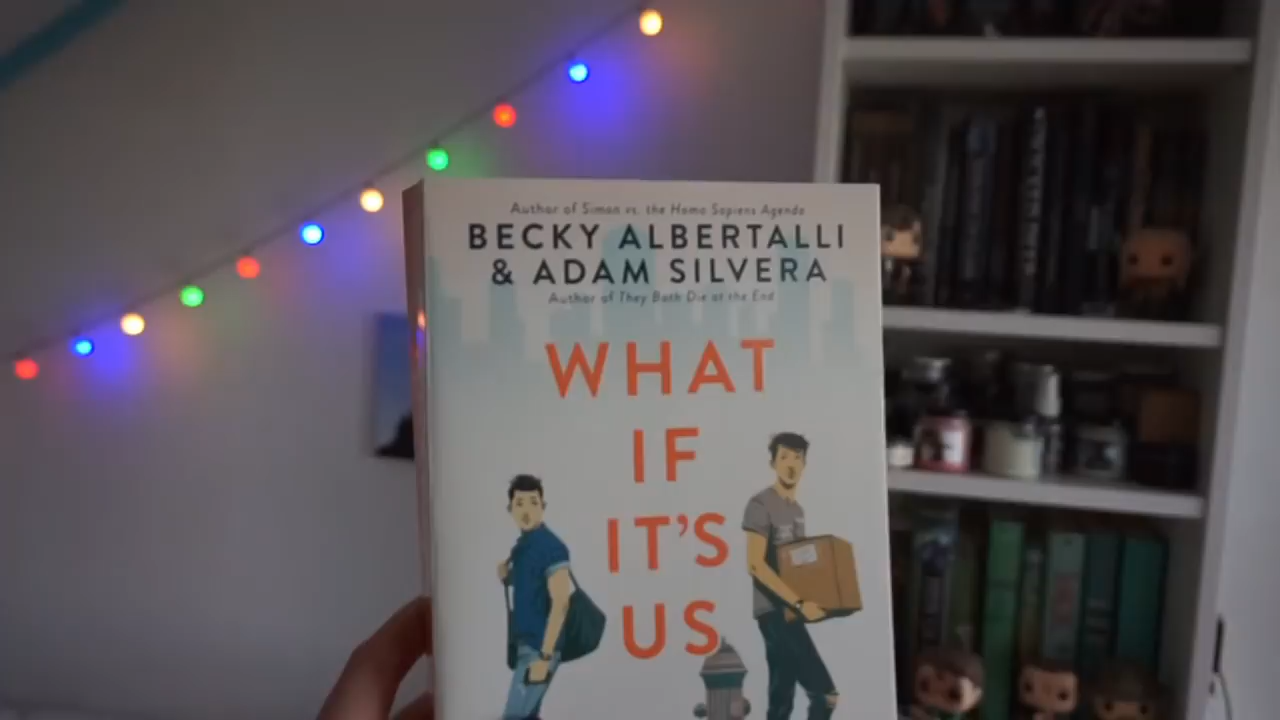 Author of Simon vs. the Homo Sapiens Agenda
BECKY ALBERTALLI
& ADAM SILVERA
Author of They Both Die at the End
WHAT
IF
IT'S
US